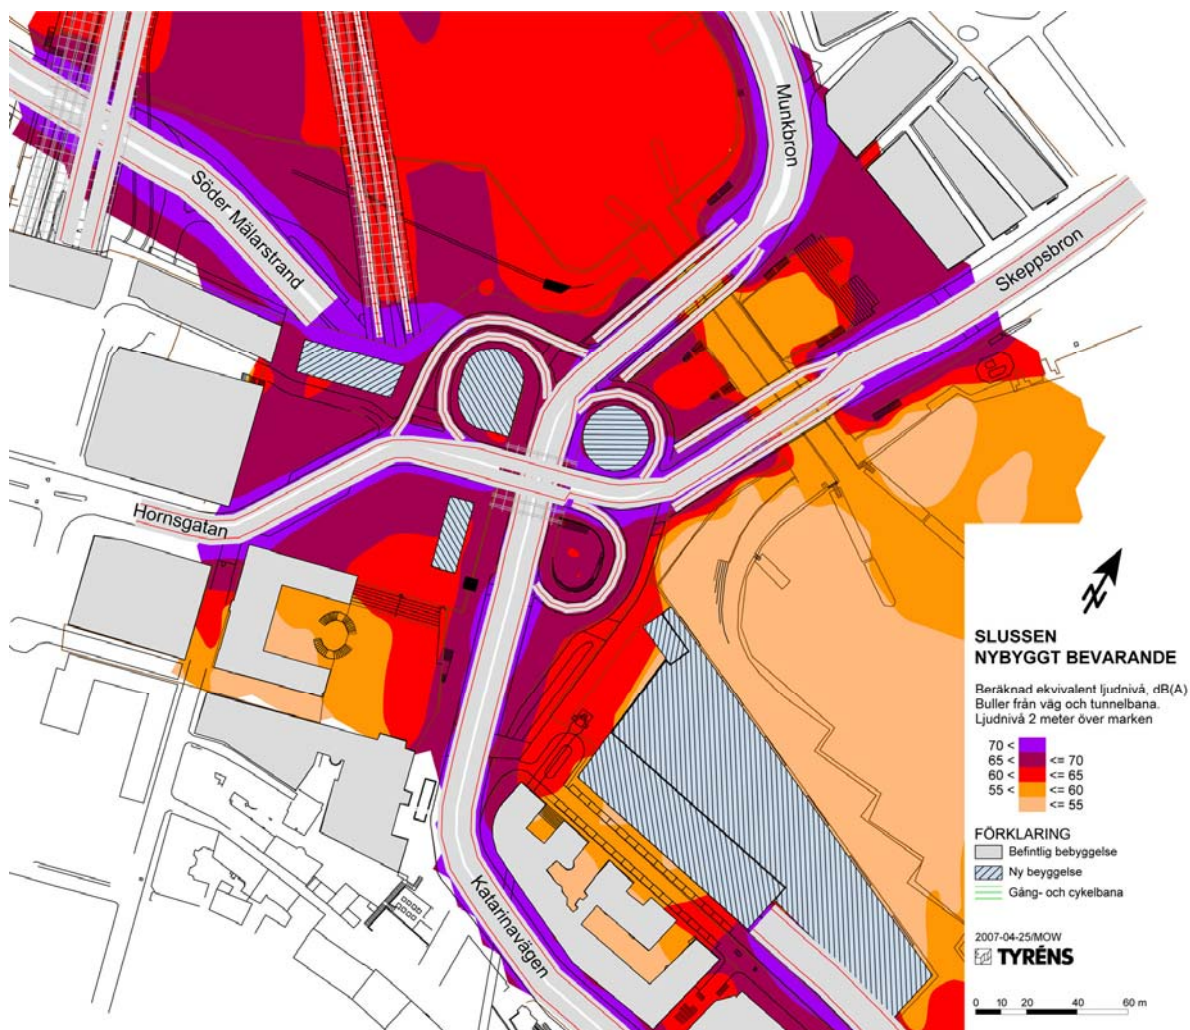 Munkbron
Söder Mälarstrand
Skeppsbron
Hornsgatan
Katarinavägen
N
SLUSSEN
NYBYGGT BEVARANDE
Beräknad ekvivalent ljudnivå, dB(A)
Buller från väg och tunnelbana.
Ljudnivå 2 meter över marken
70 <
65 < <= 70
60 < <= 65
55 < <= 60
<= 55
FÖRKLARING
Befintlig bebyggelse
Ny beyggelse
Gång- och cykelbana
2007-04-25/MOW
TYRÉNS
0 10 20 40 60 m